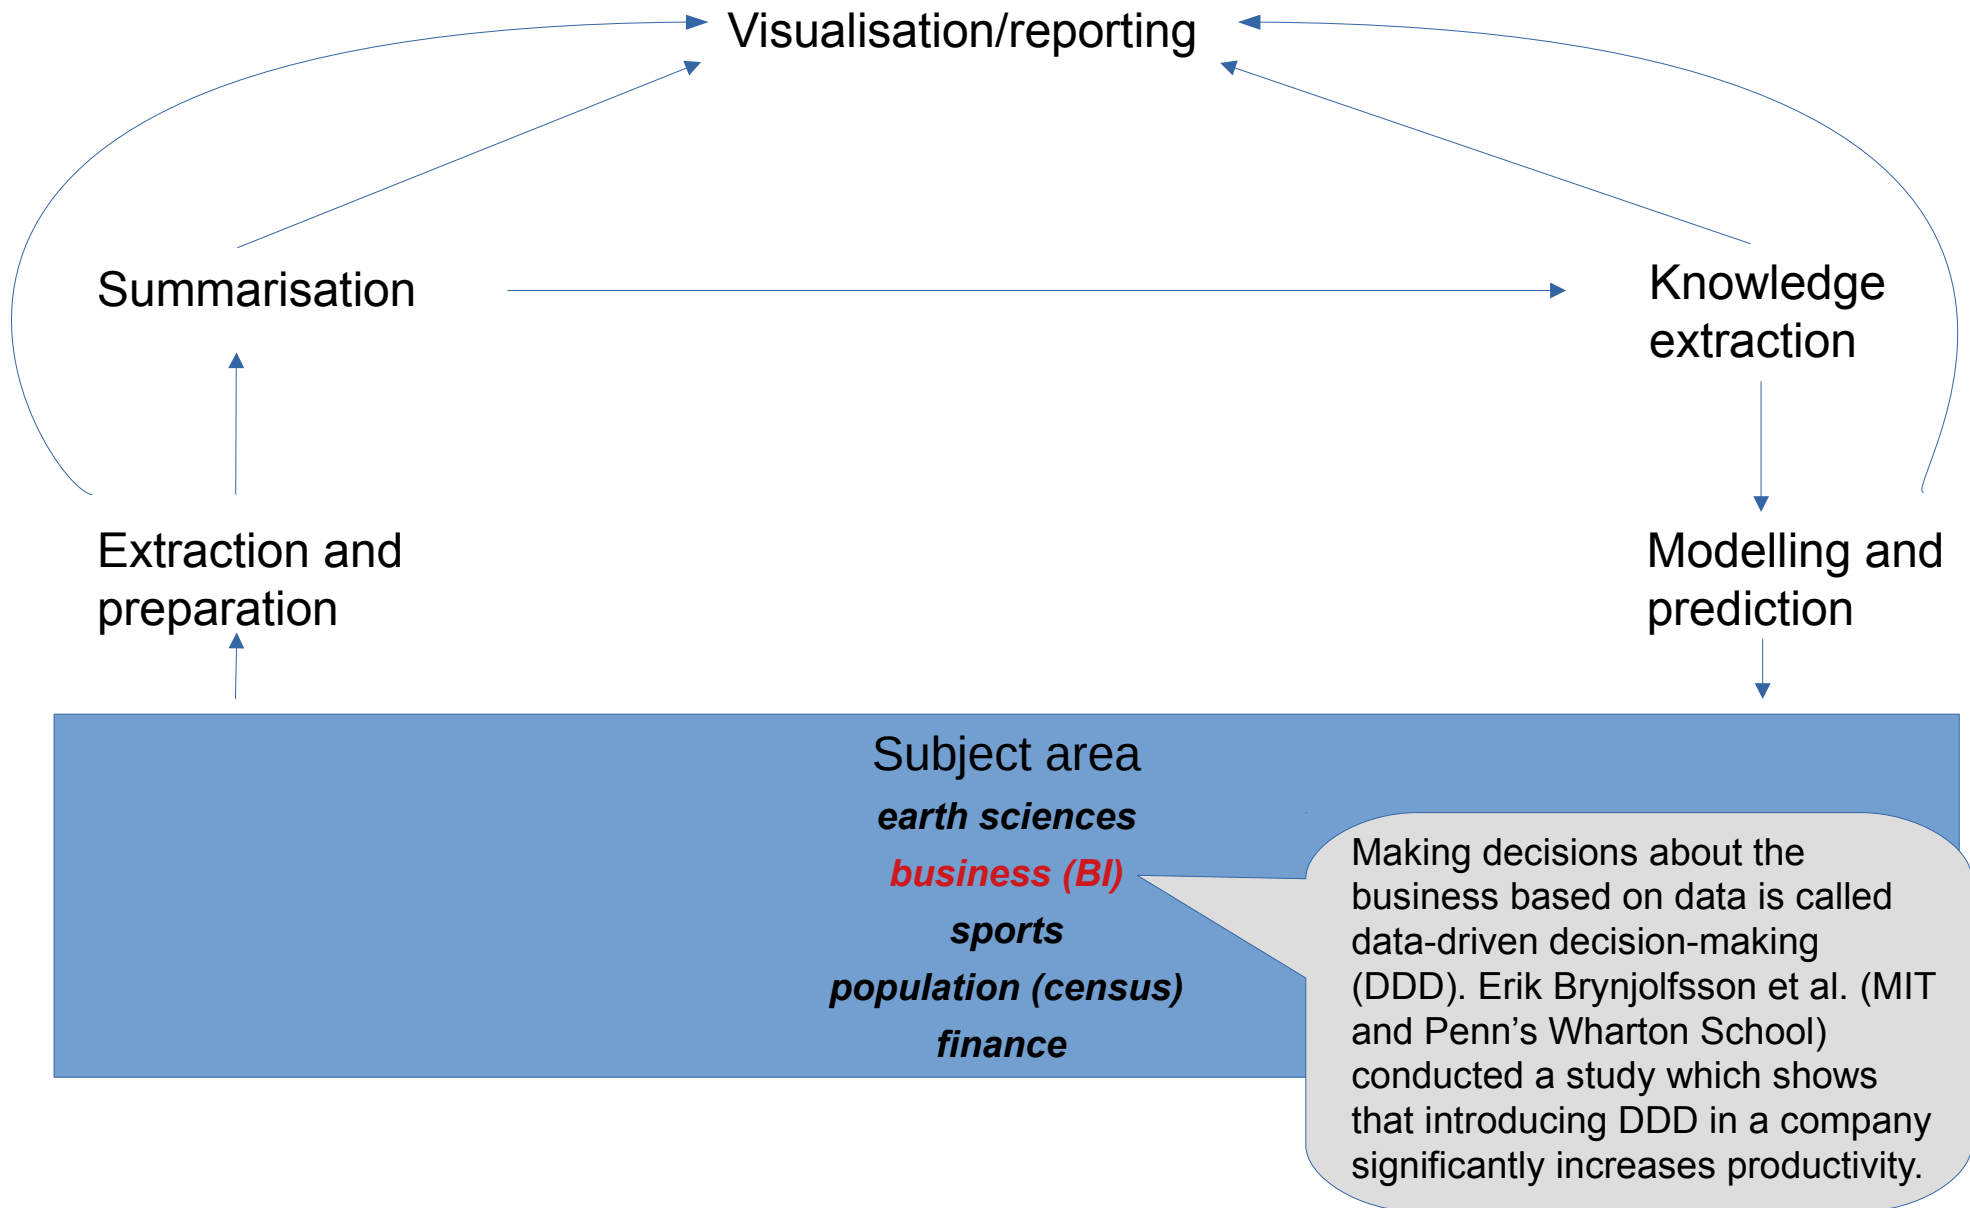 Visualisation/reporting
Summarisation
Knowledge
extraction
Extraction and
preparation
Modelling and
prediction
Subject area
earth sciences
business (BI)
sports
population (census)
finance
Making decisions about the
business based on data is called
data-driven decision-making
(DDD). Erik Brynjolfsson et al. (MIT
and Penn’s Wharton School)
conducted a study which shows
that introducing DDD in a company
significantly increases productivity.